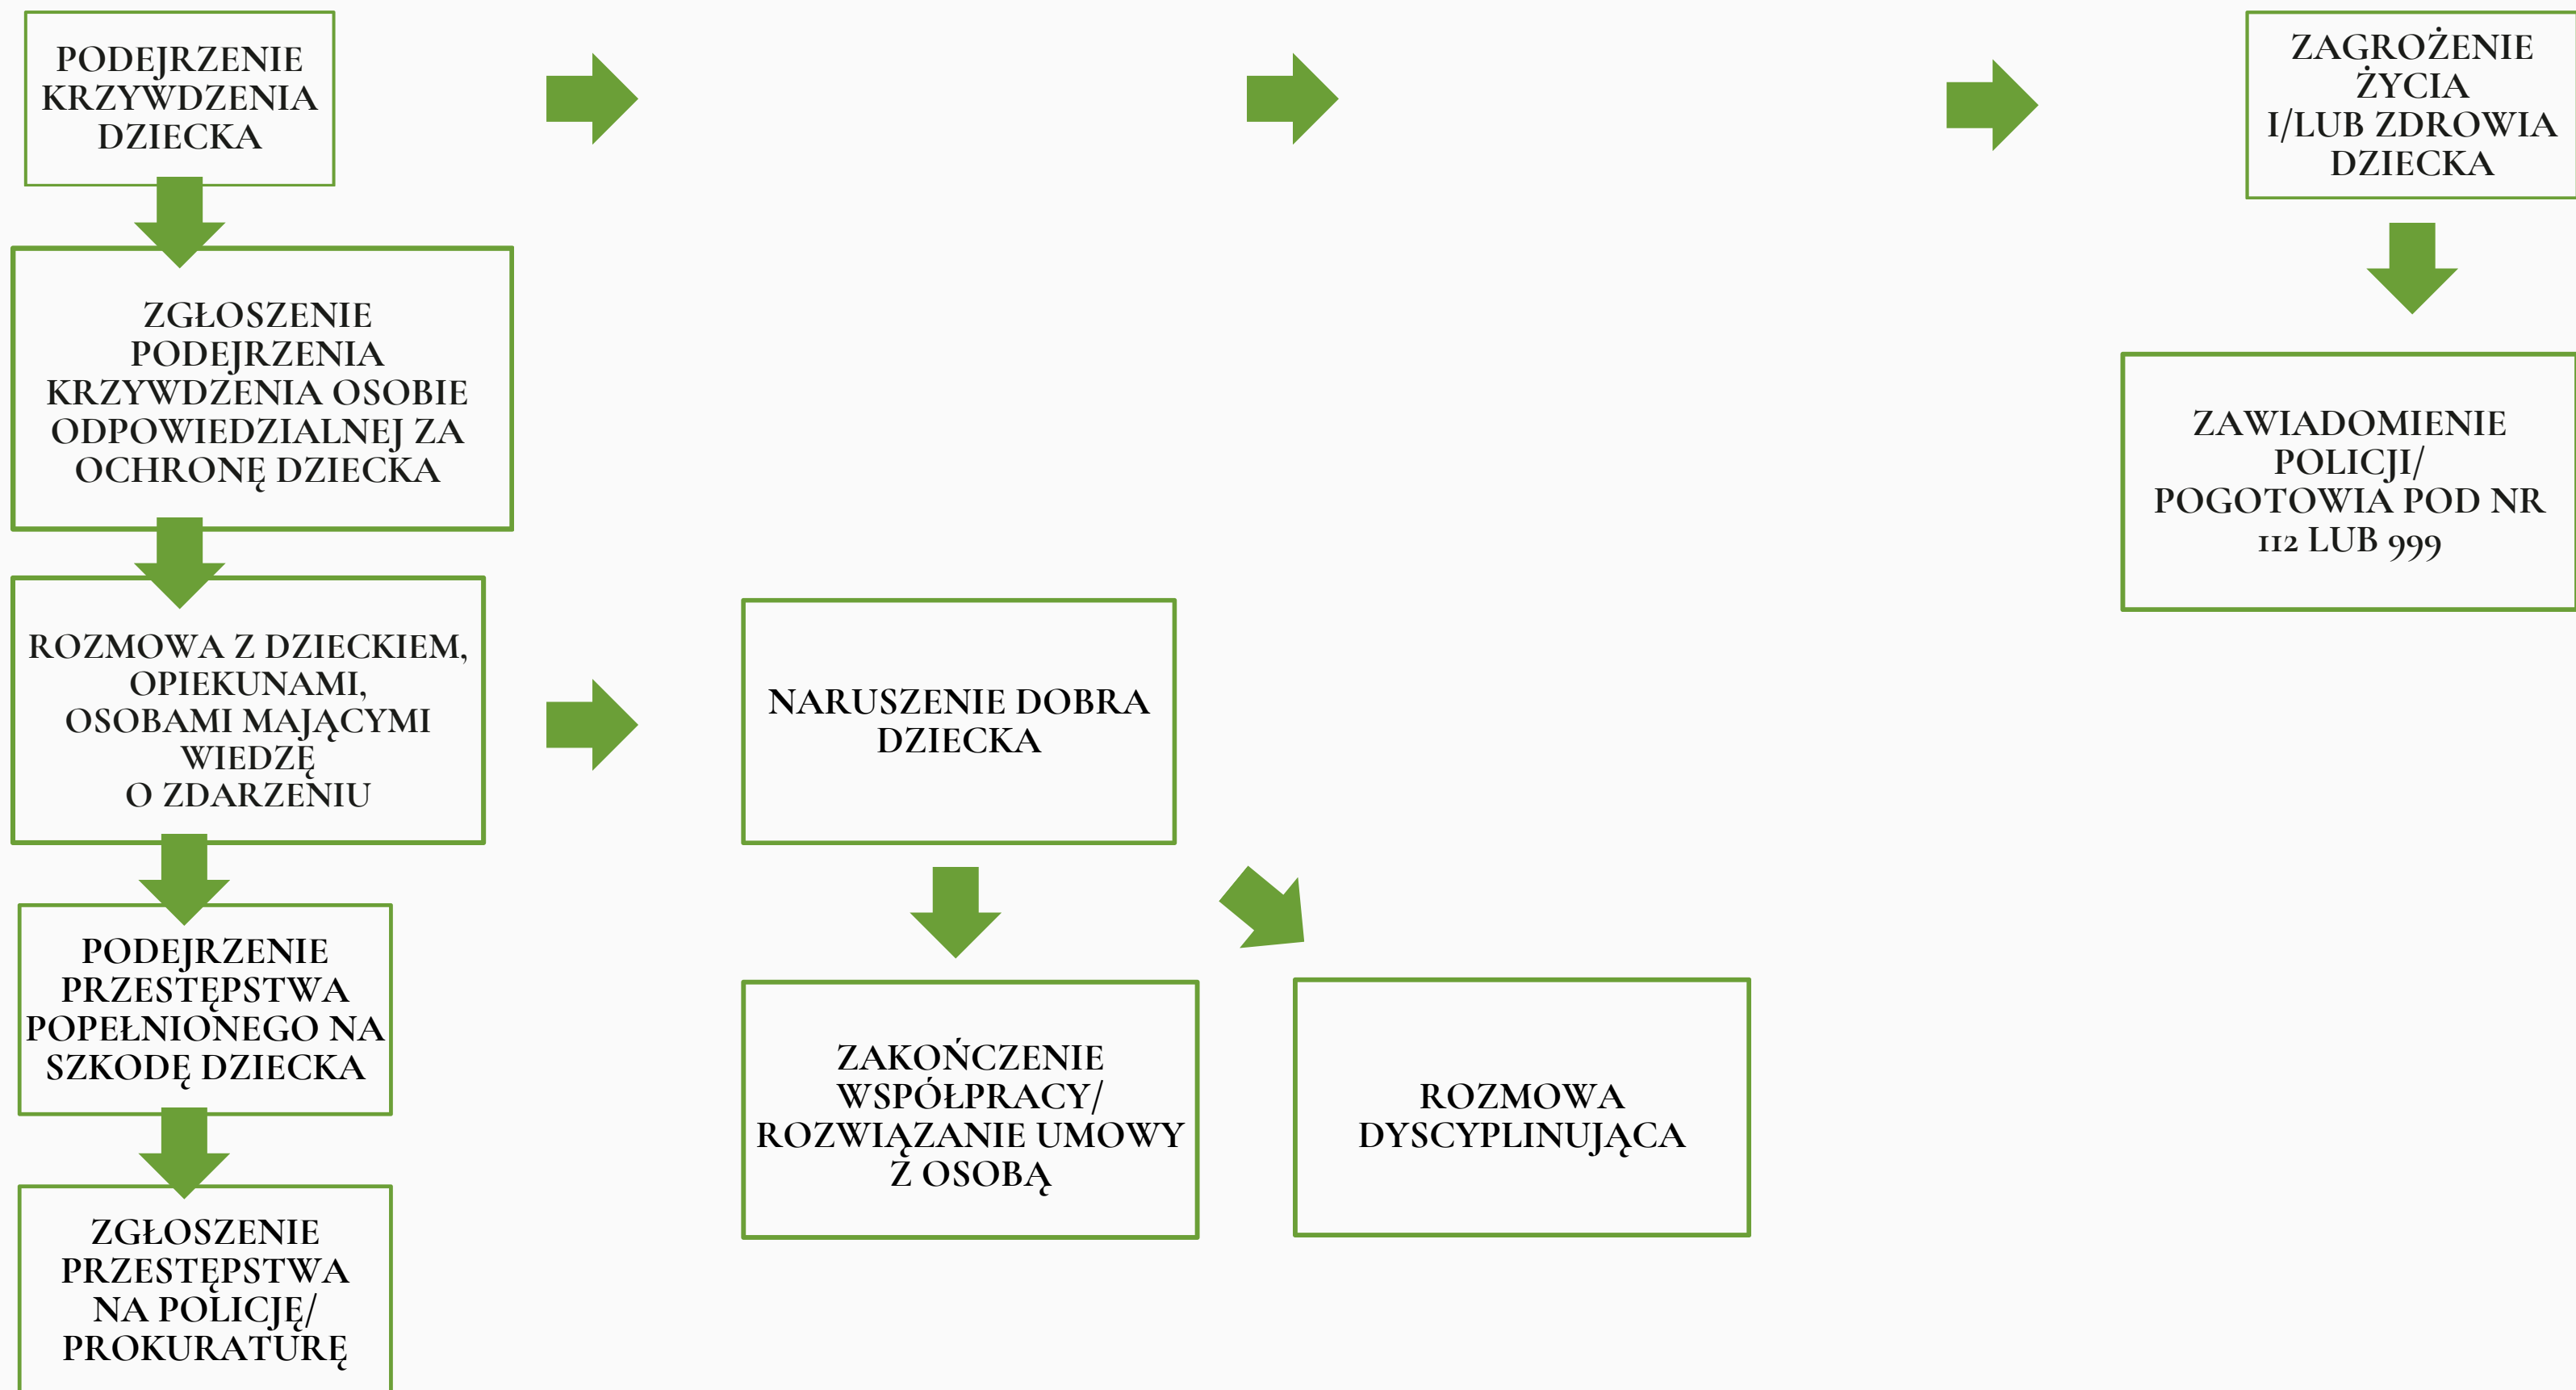 PODEJRZENIE
KRZYWDZENIA
DZIECKA
ZAGROŻENIE
ŻYCIA
I/LUB ZDROWIA
DZIECKA
ZGŁOSZENIE
PODEJRZENIA
KRZYWDZENIA OSOBIE
ODPOWIEDZIALNEJ ZA
OCHRONĘ DZIECKA
ZAWIADOMIENIE
POLICJI/
POGOTOWIA POD NR
112 LUB 999
ROZMOWA Z DZIECKIEM,
OPIEKUNAMI,
OSOBAMI MAJĄCYMI
WIEDZĘ
O ZDARZENIU
NARUSZENIE DOBRA
DZIECKA
PODEJRZENIE
PRZESTĘPSTWA
POPEŁNIONEGO NA
SZKODĘ DZIECKA
ZAKOŃCZENIE
WSPÓŁPRACY/
ROZWIĄZANIE UMOWY
Z OSOBĄ
ROZMOWA
DYSCYPLINUJĄCA
ZGŁOSZENIE
PRZESTĘPSTWA
NA POLICJĘ/
PROKURATURĘ